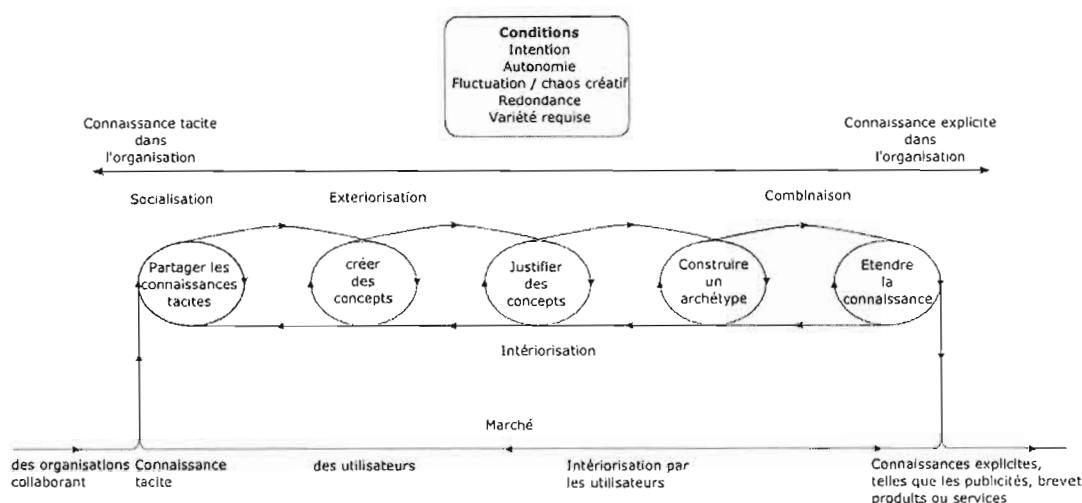 Conditions
Intention
Autonomie
Fluctuation / chaos créatif
Redondance
Variété requise
Connaissance tacite
dans
l'organisation
Connaissance explicite
dans
l'organisation
Socialisation
Exteriorisation
Combinaison
Partager les
connaissances
tacites
créer
des
concepts
Justifier
des
concepts
Construire
un
archétype
Etendre
la
connaissance
Intériorisation
Marché
des organisations
collaborant
Connaissance
tacite
des utilisateurs
Intériorisation par
les utilisateurs
Connaissances explicites,
telles que les publicités, brevet
produits ou services